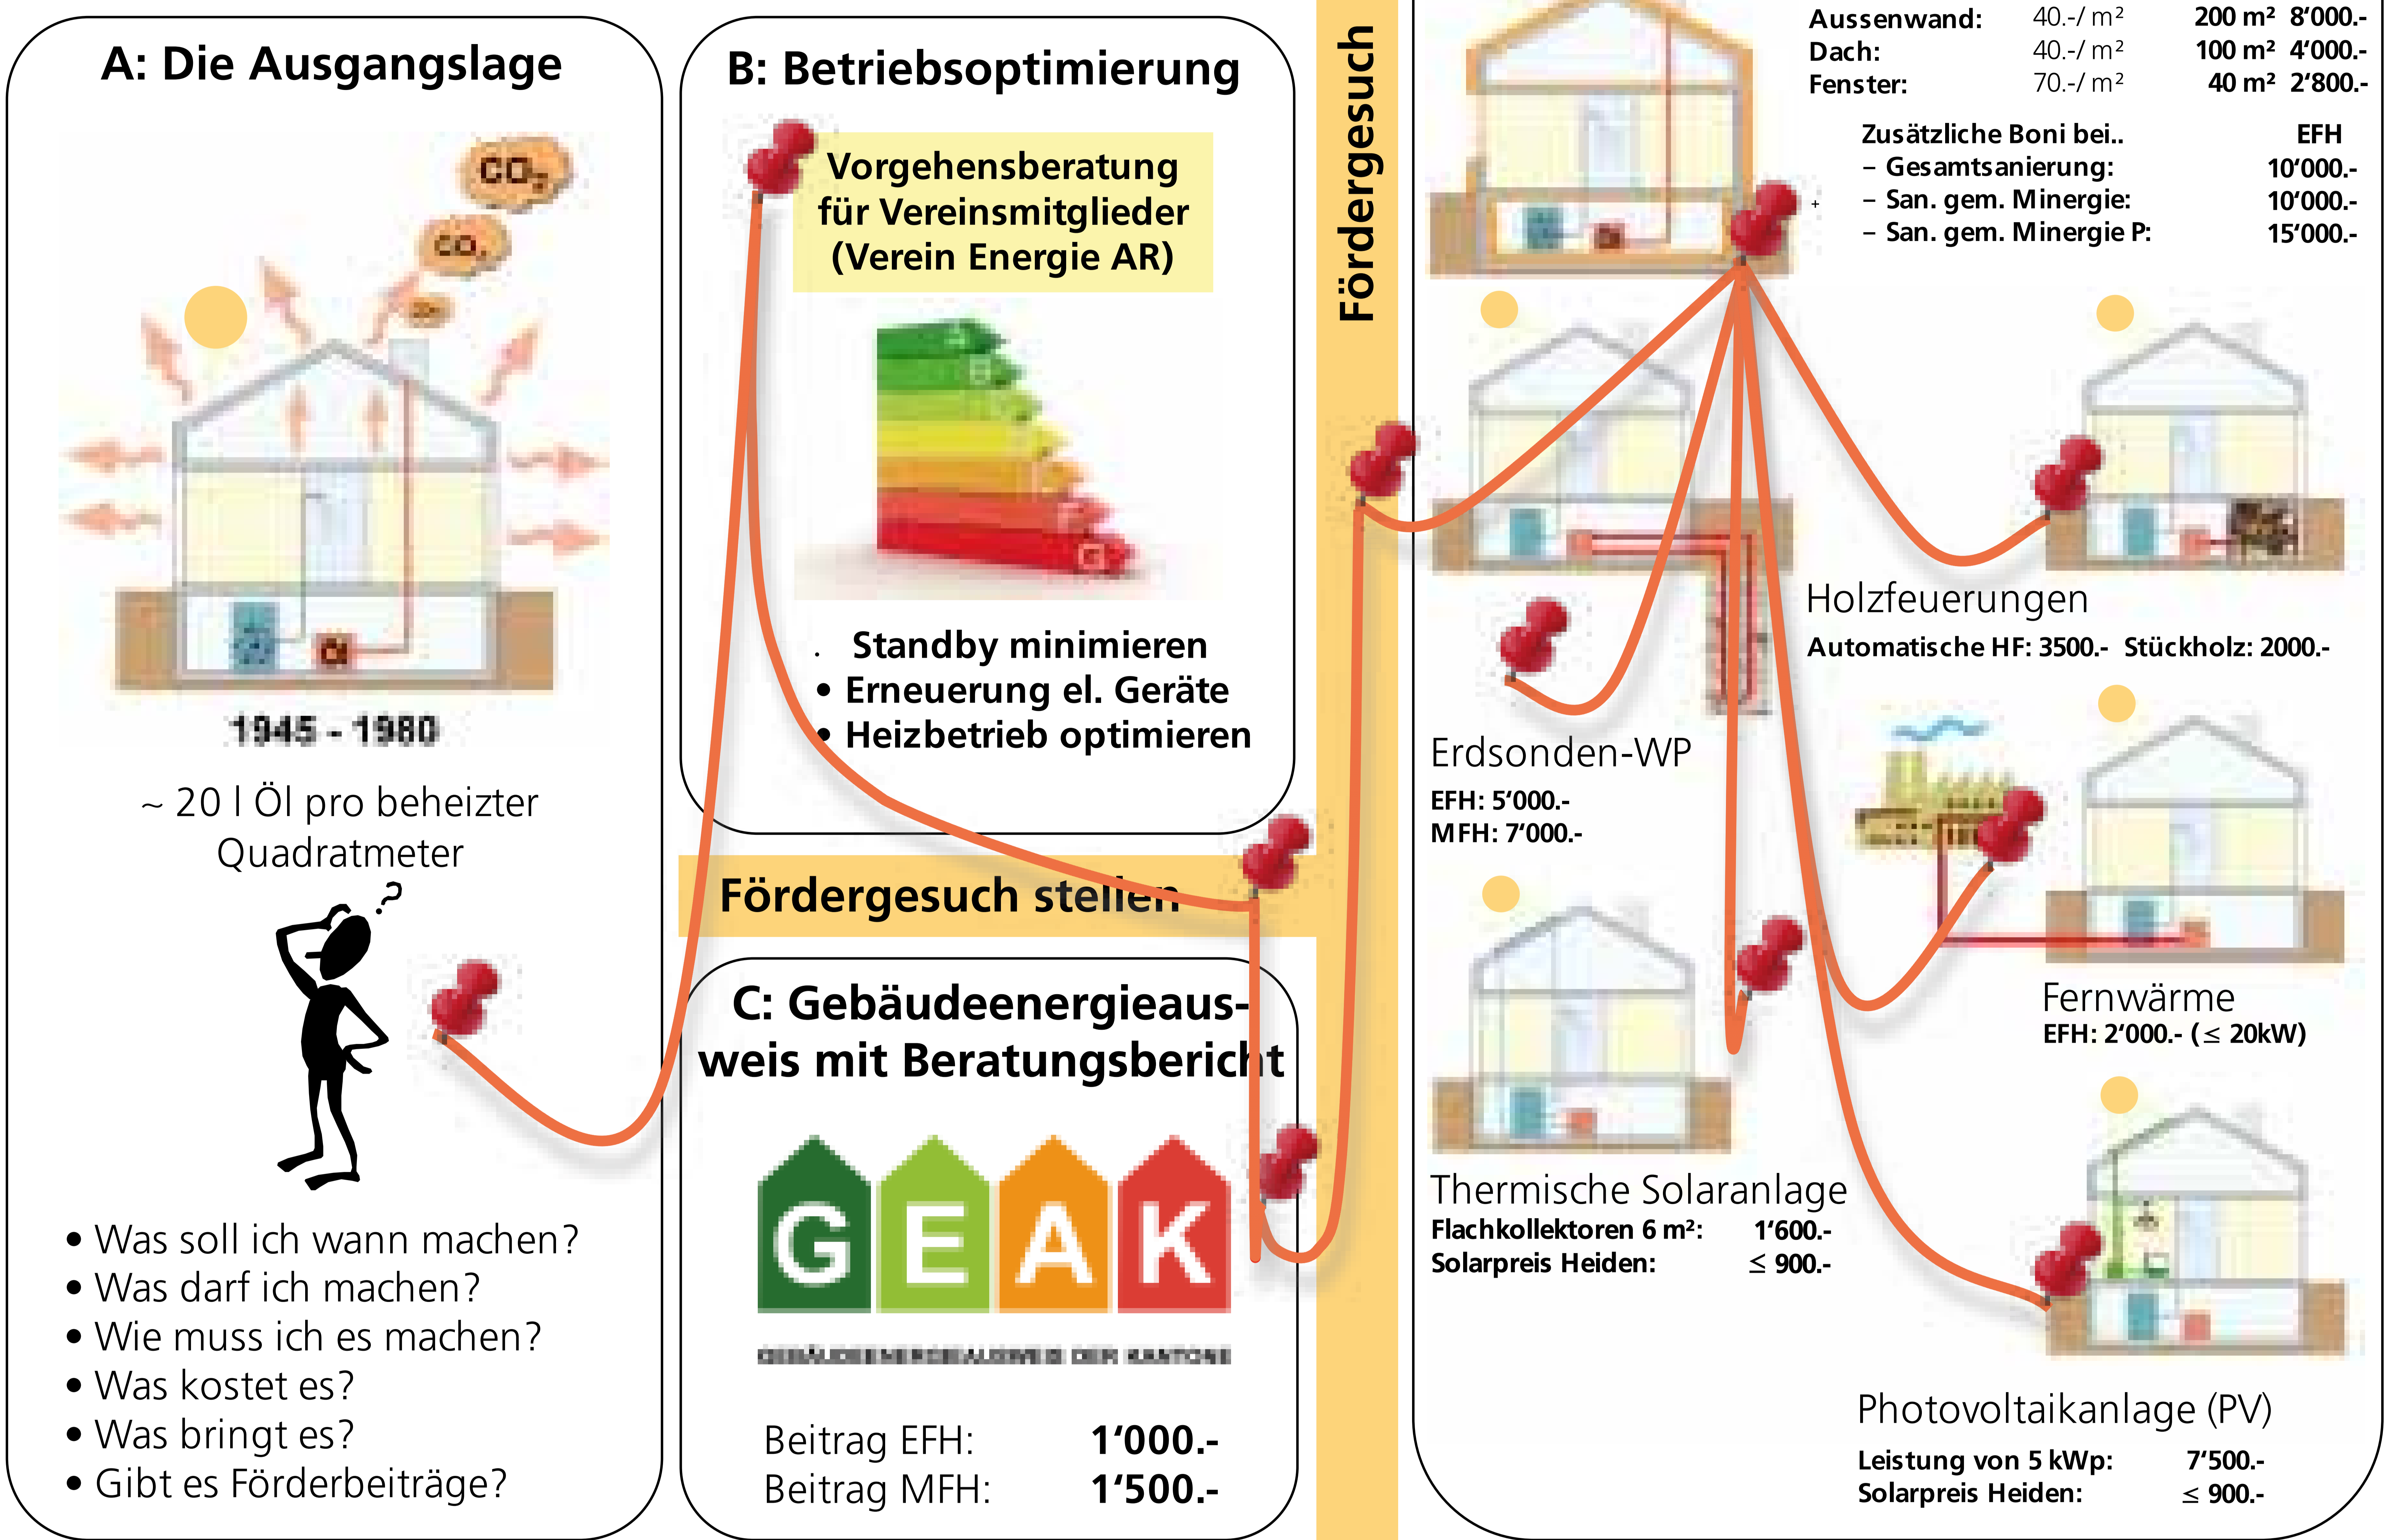 A: Die Ausgangslage
CO₂
CO₂
1945 - 1980
~ 20 l Öl pro beheizter
Quadratmeter
?
• Was soll ich wann machen?
• Was darf ich machen?
• Wie muss ich es machen?
• Was kostet es?
• Was bringt es?
• Gibt es Förderbeiträge?
B: Betriebsoptimierung
Vorgehensberatung
für Vereinsmitglieder
(Verein Energie AR)
G
. Standby minimieren
• Erneuerung el. Geräte
• Heizbetrieb optimieren
Fördergesuch stellen
C: Gebäudeenergieaus-
weis mit Beratungsbericht
GEAK
GEBÄUDEENERGIEAUSWEIS DER KANTONE
Beitrag EFH: 1‘000.-
Beitrag MFH: 1‘500.-
Fördergesuch
Aussenwand: 40.-/ m² 200 m² 8‘000.-
Dach: 40.-/ m² 100 m² 4‘000.-
Fenster: 70.-/ m² 40 m² 2‘800.-
Zusätzliche Boni bei.. EFH
– Gesamtsanierung: 10‘000.-
+ – San. gem. Minergie: 10‘000.-
– San. gem. Minergie P: 15‘000.-
Holzfeuerungen
Automatische HF: 3500.- Stückholz: 2000.-
Erdsonden-WP
EFH: 5‘000.-
MFH: 7‘000.-
Fernwärme
EFH: 2‘000.- (≤ 20kW)
Thermische Solaranlage
Flachkollektoren 6 m²: 1‘600.-
Solarpreis Heiden: ≤ 900.-
Photovoltaikanlage (PV)
Leistung von 5 kWp: 7‘500.-
Solarpreis Heiden: ≤ 900.-